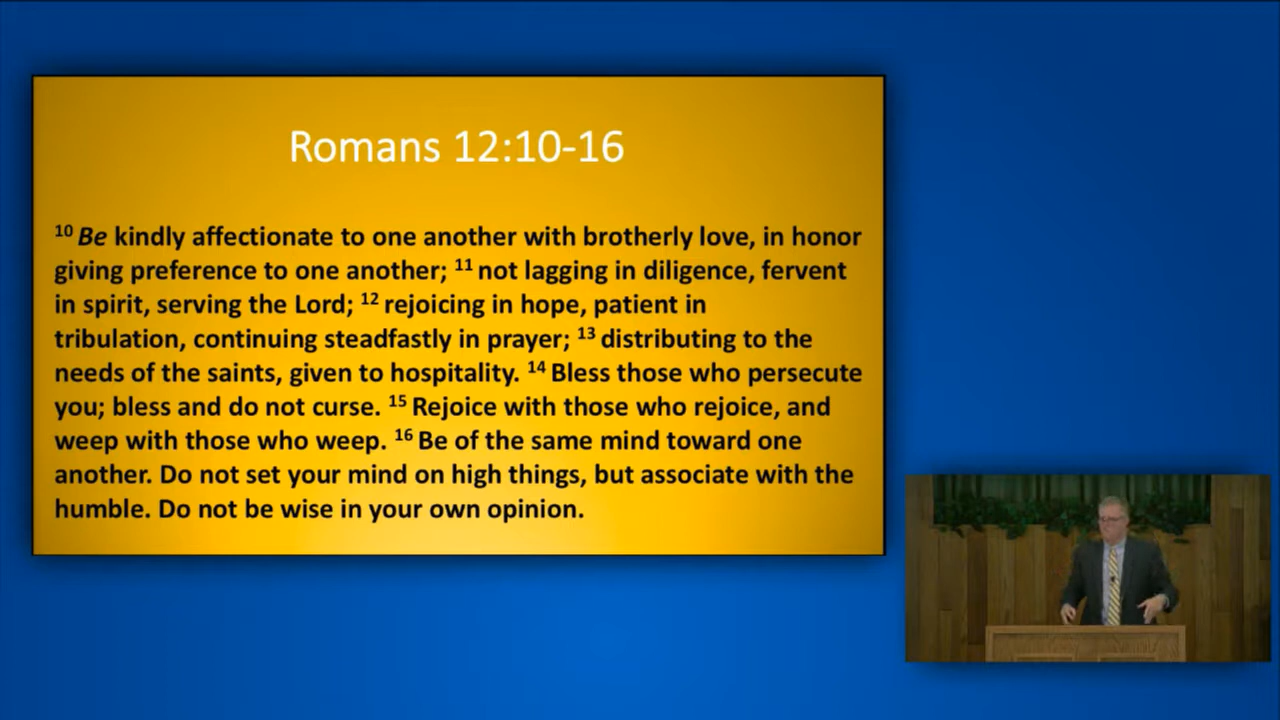 Romans 12:10-16
10 Be kindly affectionate to one another with brotherly love, in honor
giving preference to one another; 11 not lagging in diligence, fervent
in spirit, serving the Lord; 12 rejoicing in hope, patient in
tribulation, continuing steadfastly in prayer; 13 distributing to the
needs of the saints, given to hospitality. 14 Bless those who persecute
you; bless and do not curse. 15 Rejoice with those who rejoice, and
weep with those who weep. 16 Be of the same mind toward one
another. Do not set your mind on high things, but associate with the
humble. Do not be wise in your own opinion.